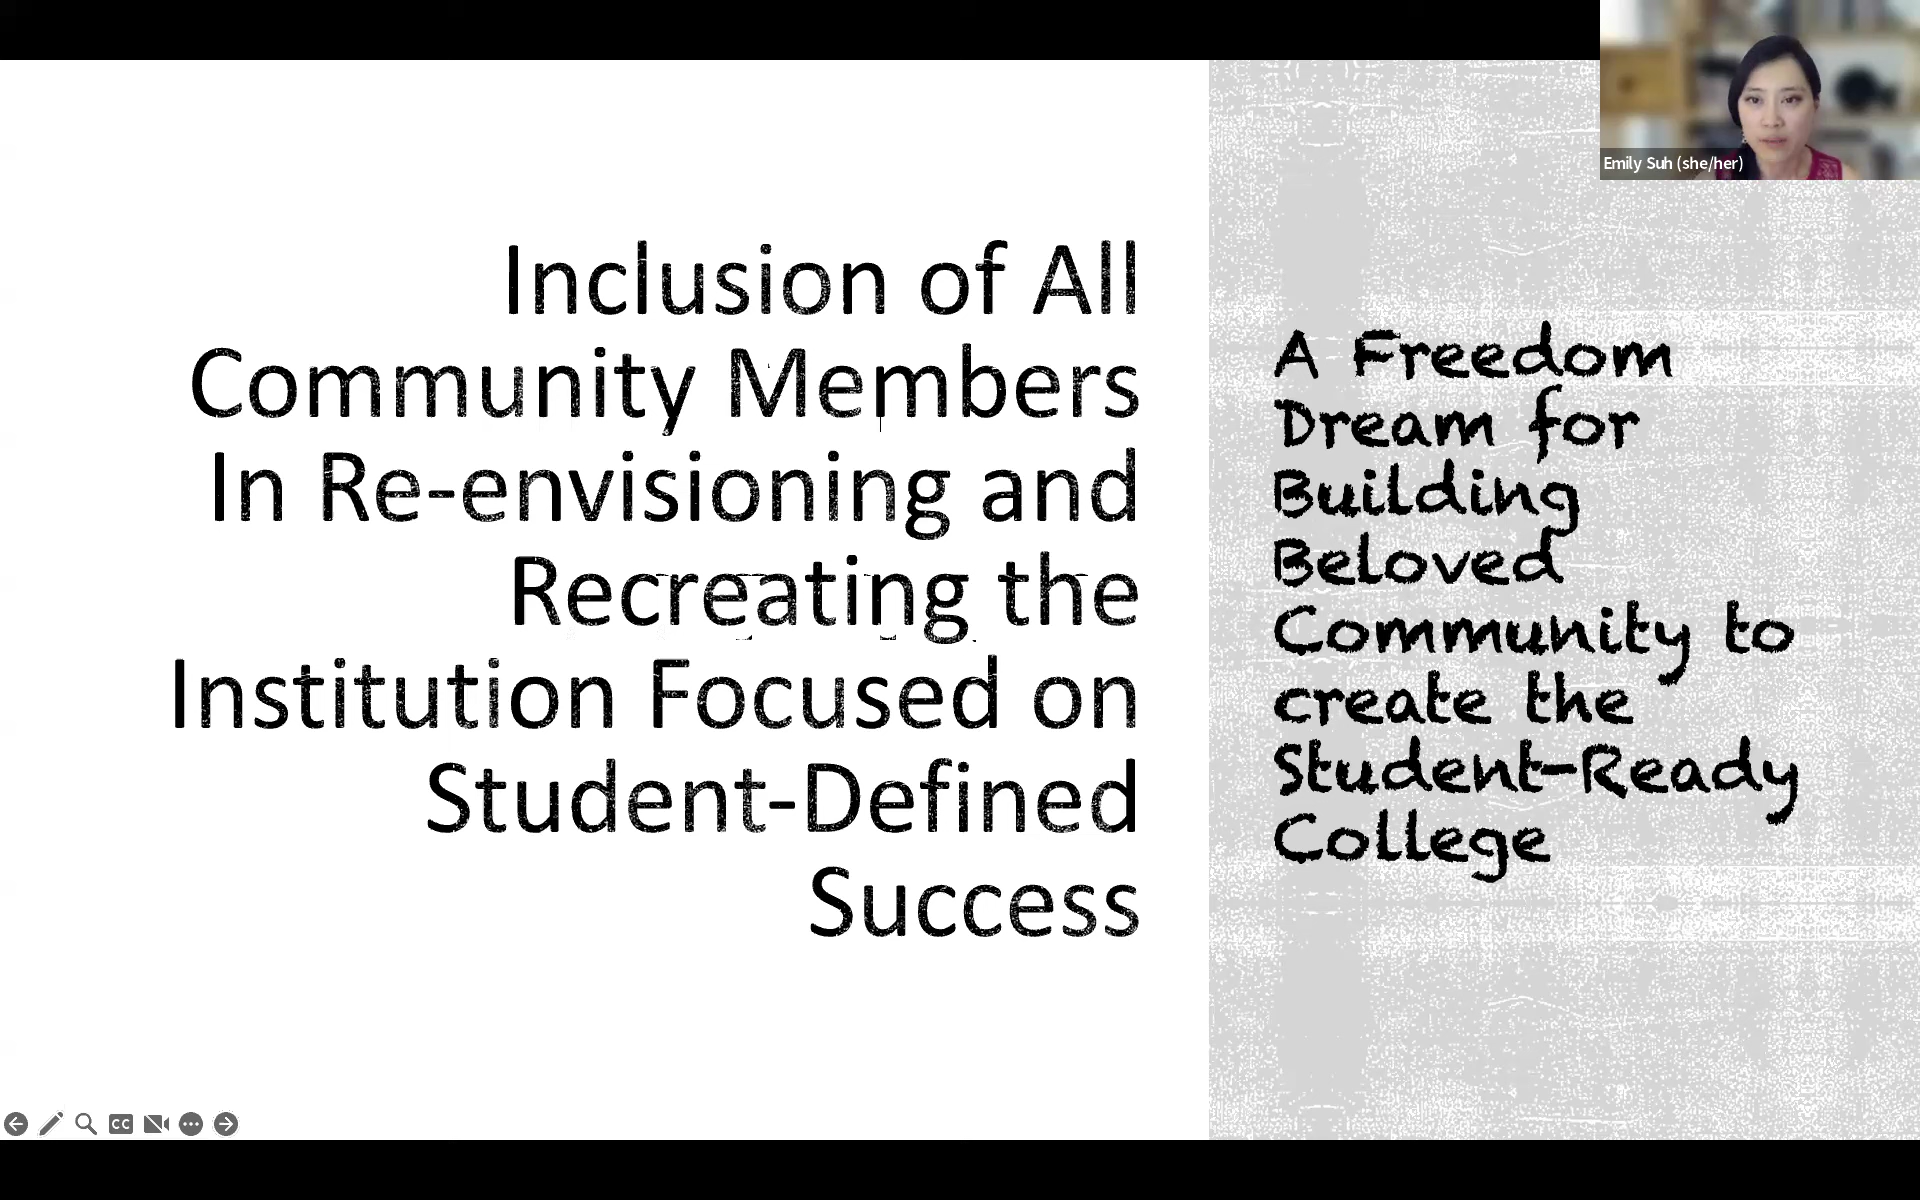 Inclusion of All
Community Members
In Re-envisioning and
Recreating the
Institution Focused on
Student-Defined
Success
A Freedom
Dream for
Building
Beloved
Community to
create the
Student-Ready
College
Emily Suh (she/her)
CC